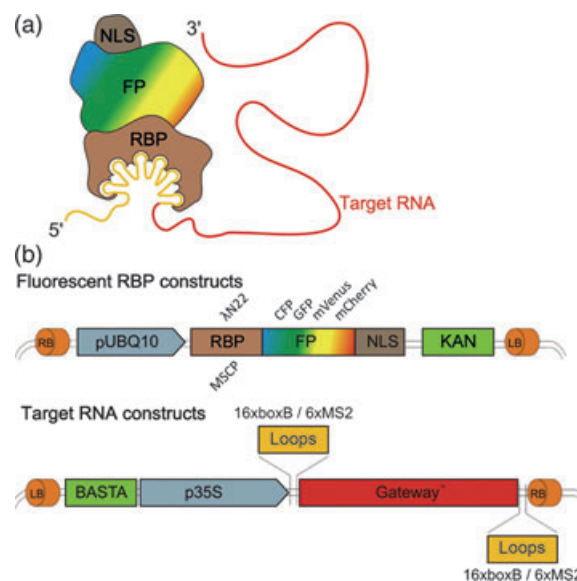 (a)
NLS
3'
FP
RBP
Target RNA
5'
(b)
Fluorescent RBP constructs
λN22
CFP
GFP
mVenus
mCherry
RB
pUBQ10
RBP
FP
NLS
KAN
LB
MSCP
Target RNA constructs
16xboxB / 6xMS2
Loops
LB
BASTA
p35S
Gateway
RB
Loops
16xboxB / 6xMS2